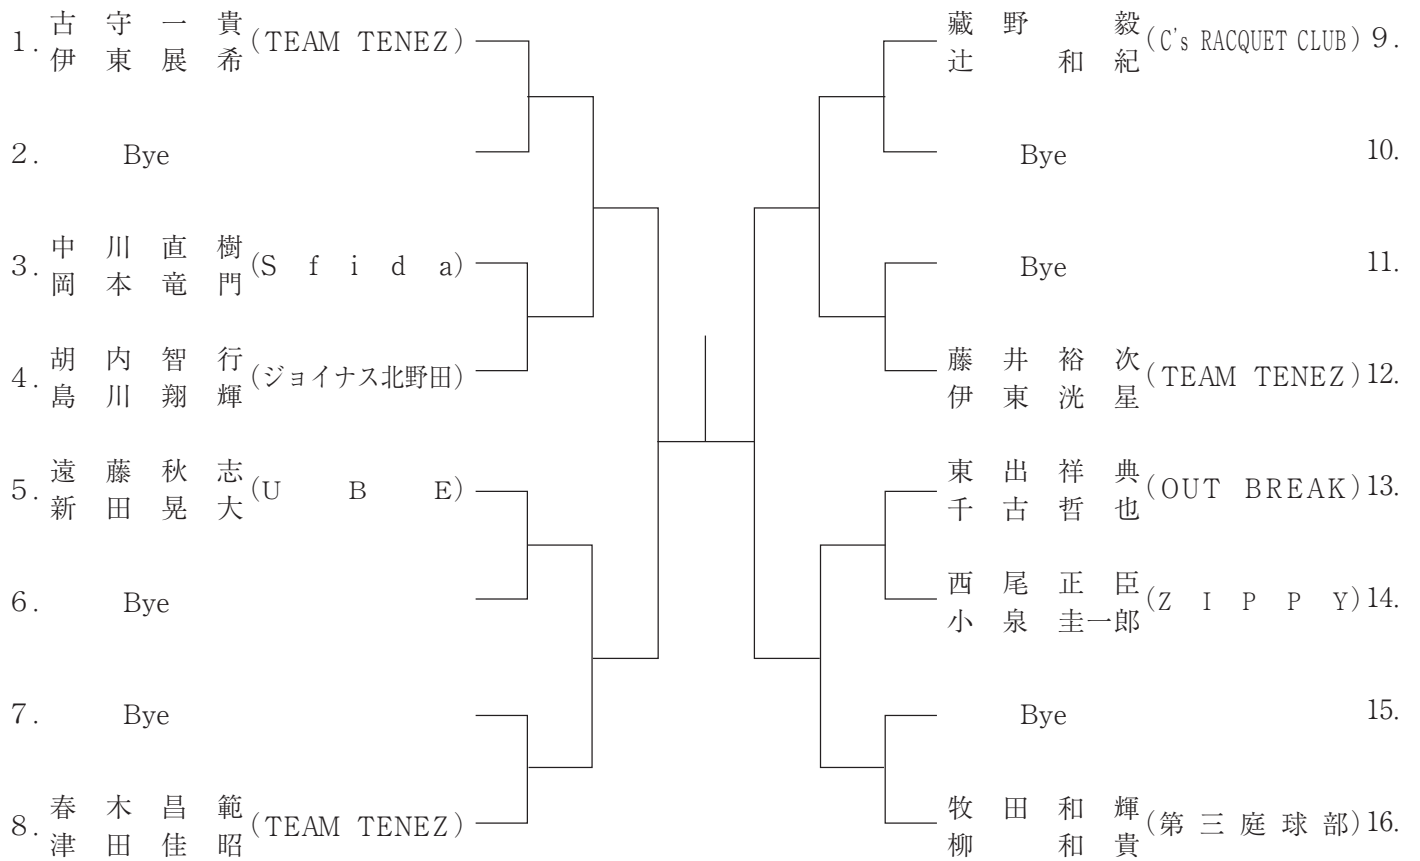 1. 古守一貴 (TEAM TENEZ)
伊東展希
2. Bye
3. 中川直樹 (Sfida)
岡本竜門
4. 胡内智行 (ジョイナス北野田)
島川翔輝
5. 遠藤秋志 (UBE)
新田晃大
6. Bye
7. Bye
8. 春木昌範 (TEAM TENEZ)
津田佳昭
藏野毅 (C's RACQUET CLUB) 9.
辻和紀
Bye 10.
Bye 11.
藤井裕次 (TEAM TENEZ) 12.
伊東洸星
東出祥典 (OUT BREAK) 13.
千古哲也
西尾正臣 (ZIPPY) 14.
小泉圭一郎
Bye 15.
牧田和輝 (第三庭球部) 16.
柳和貴